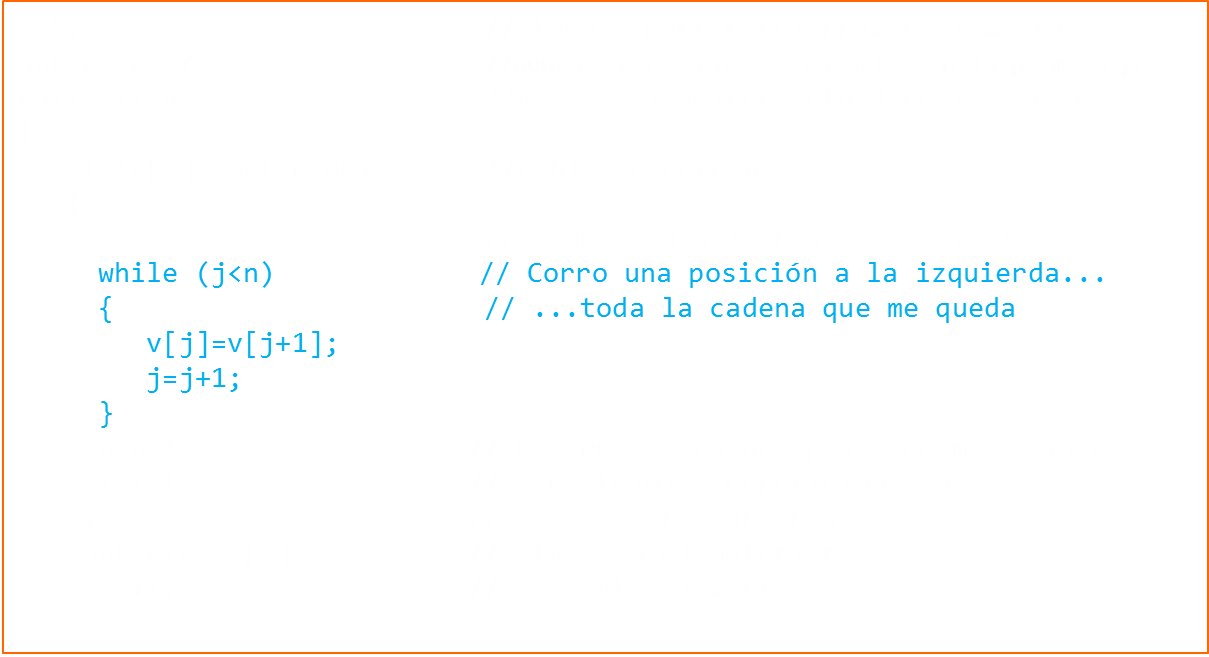 while (j<n)             // Corro una posición a la izquierda...
{                       // ...toda la cadena que me queda
   v[j]=v[j+1];
   j=j+1;
}